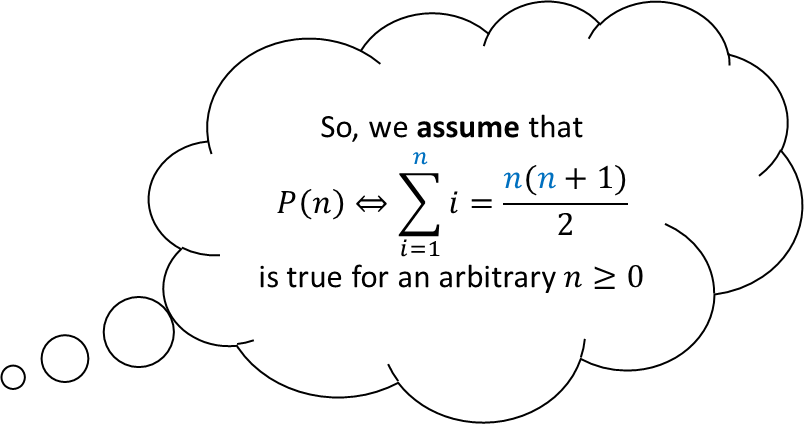 So, we assume that
P(n) ⇔ ∑_{i=1}^{n} i = n(n + 1)/2
is true for an arbitrary n ≥ 0